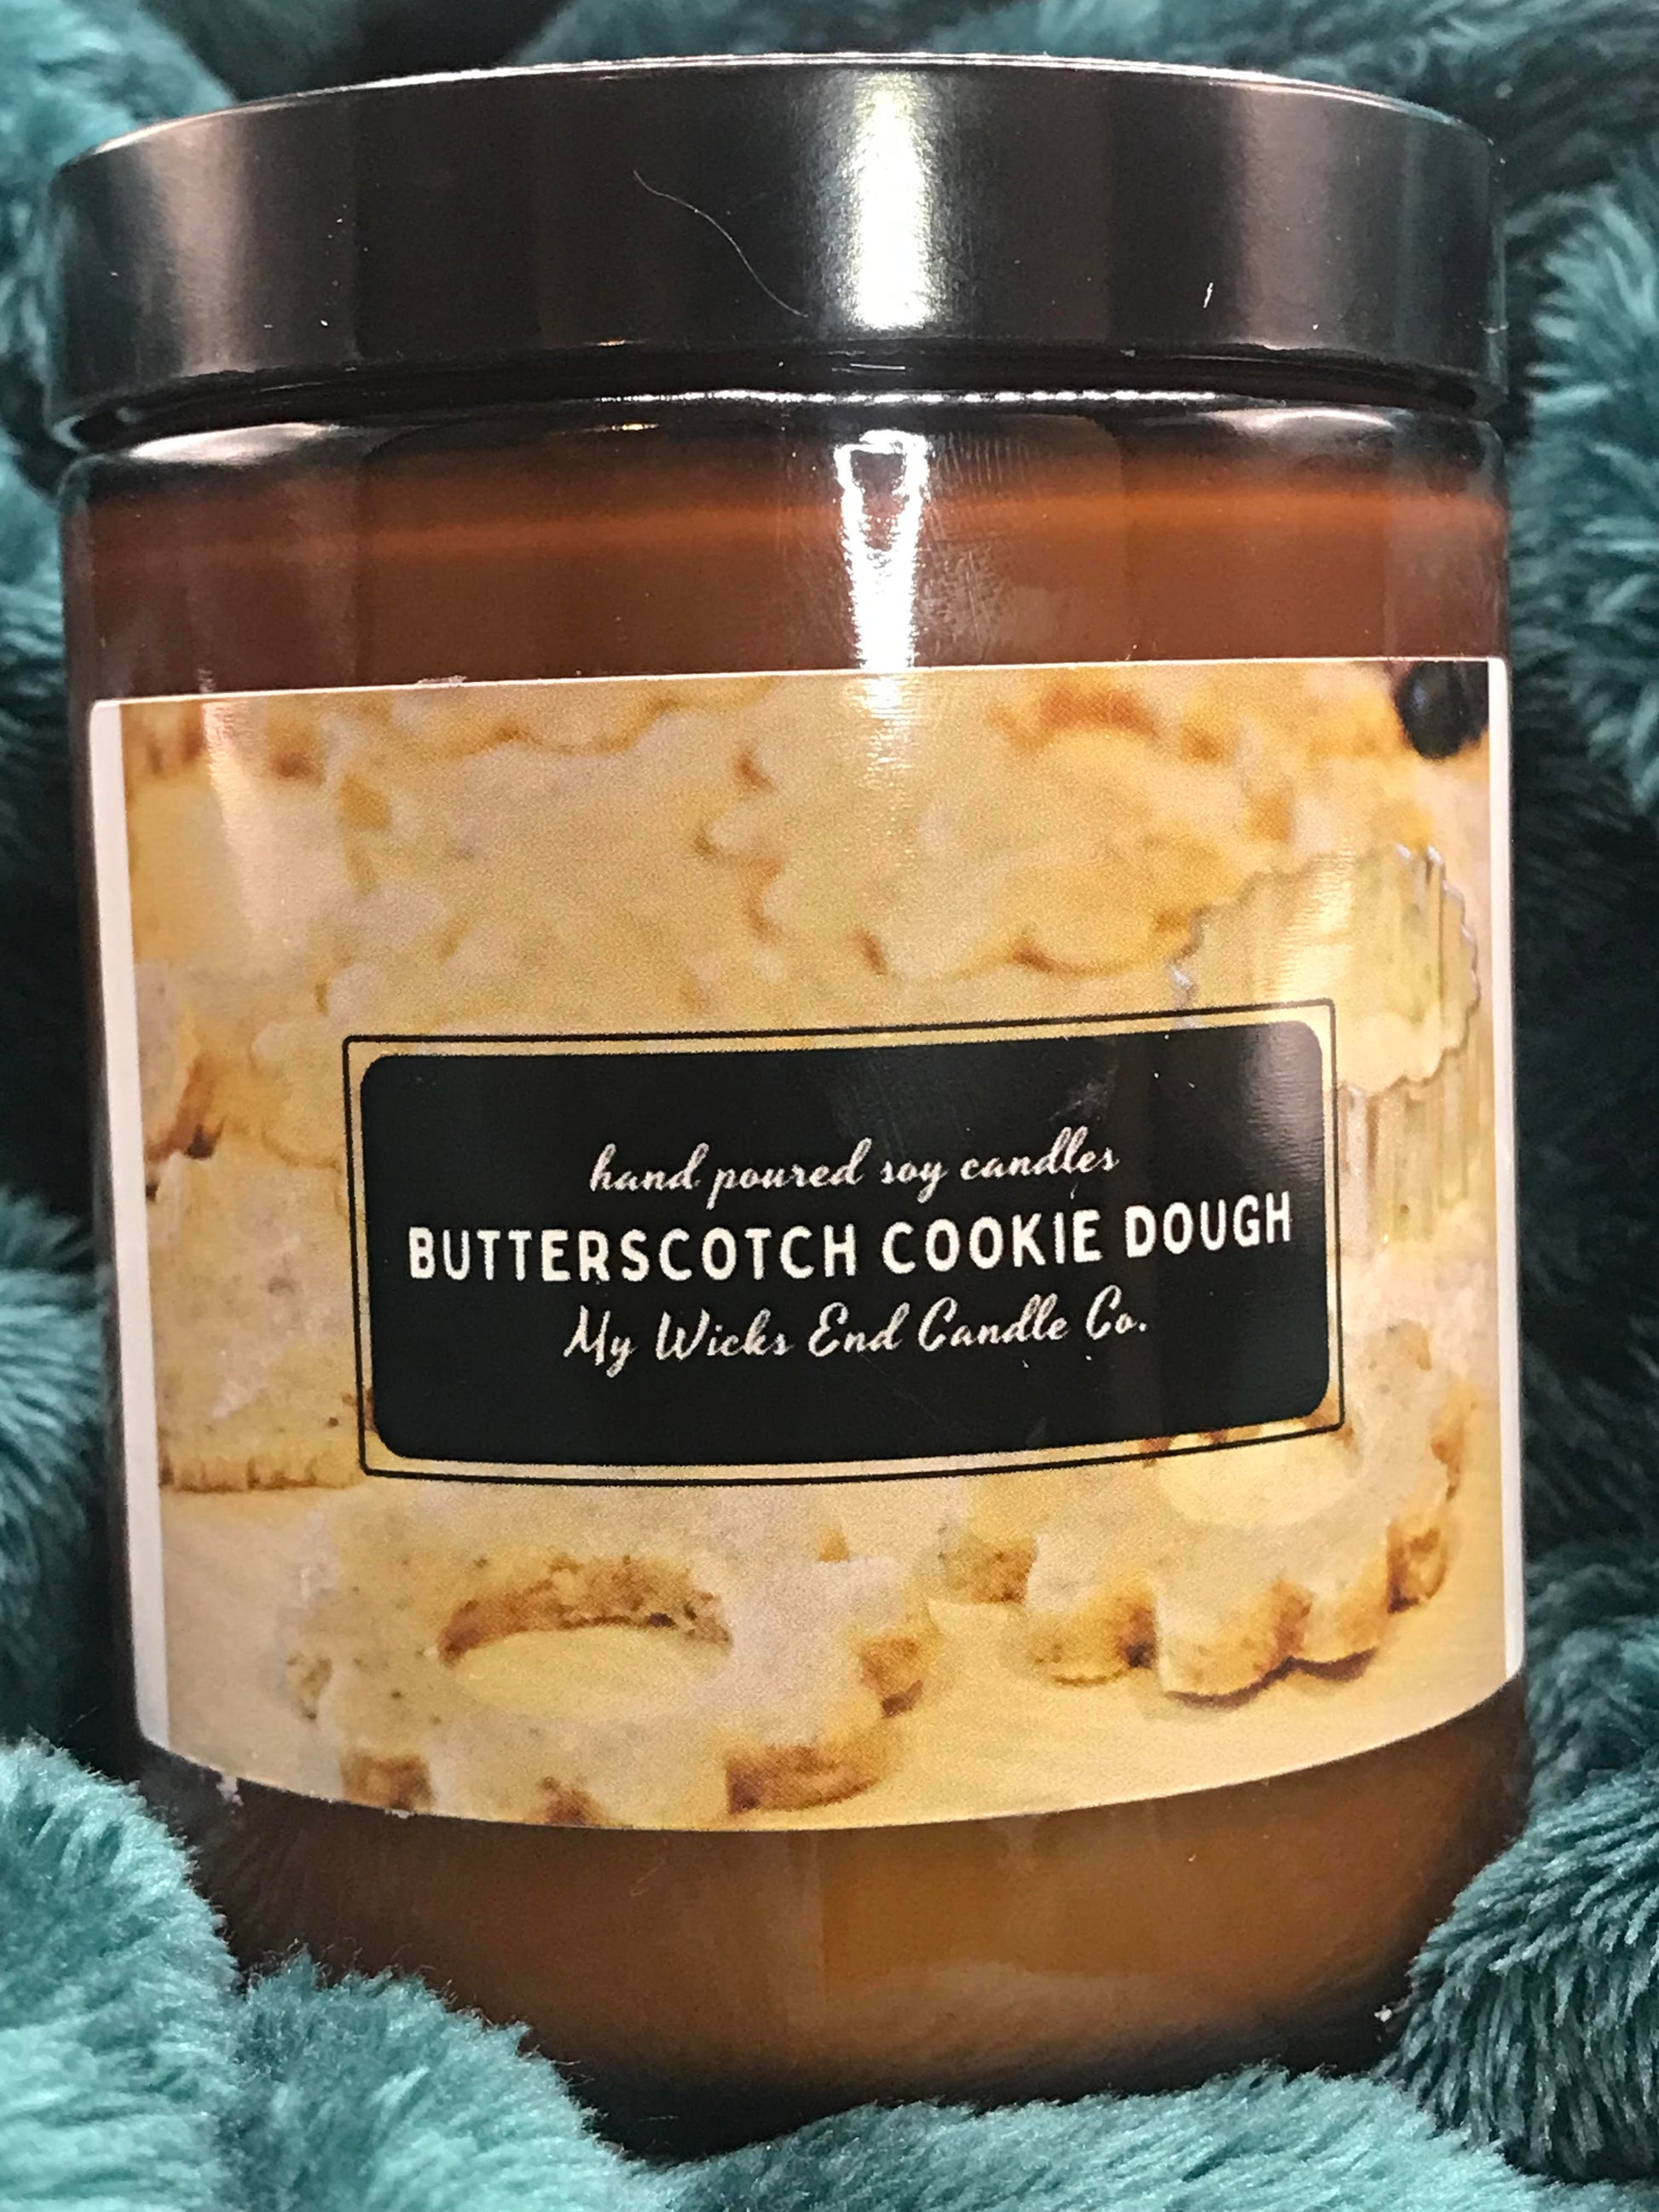 hand poured soy candles
BUTTERSCOTCH COOKIE DOUGH
My Wicks End Candle Co.